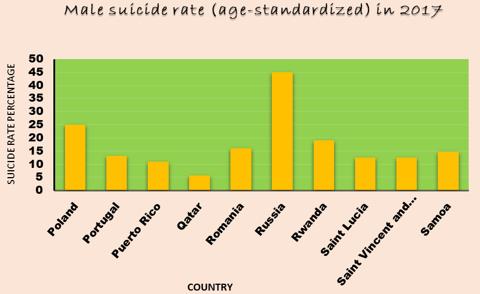 Male suicide rate (age-standardized) in 2017
SUICIDE RATE PERCENTAGE
50
45
40
35
30
25
20
15
10
5
0
Poland
Portugal
Puerto Rico
Qatar
Romania
Russia
Rwanda
Saint Lucia
Saint Vincent and...
Samoa
COUNTRY